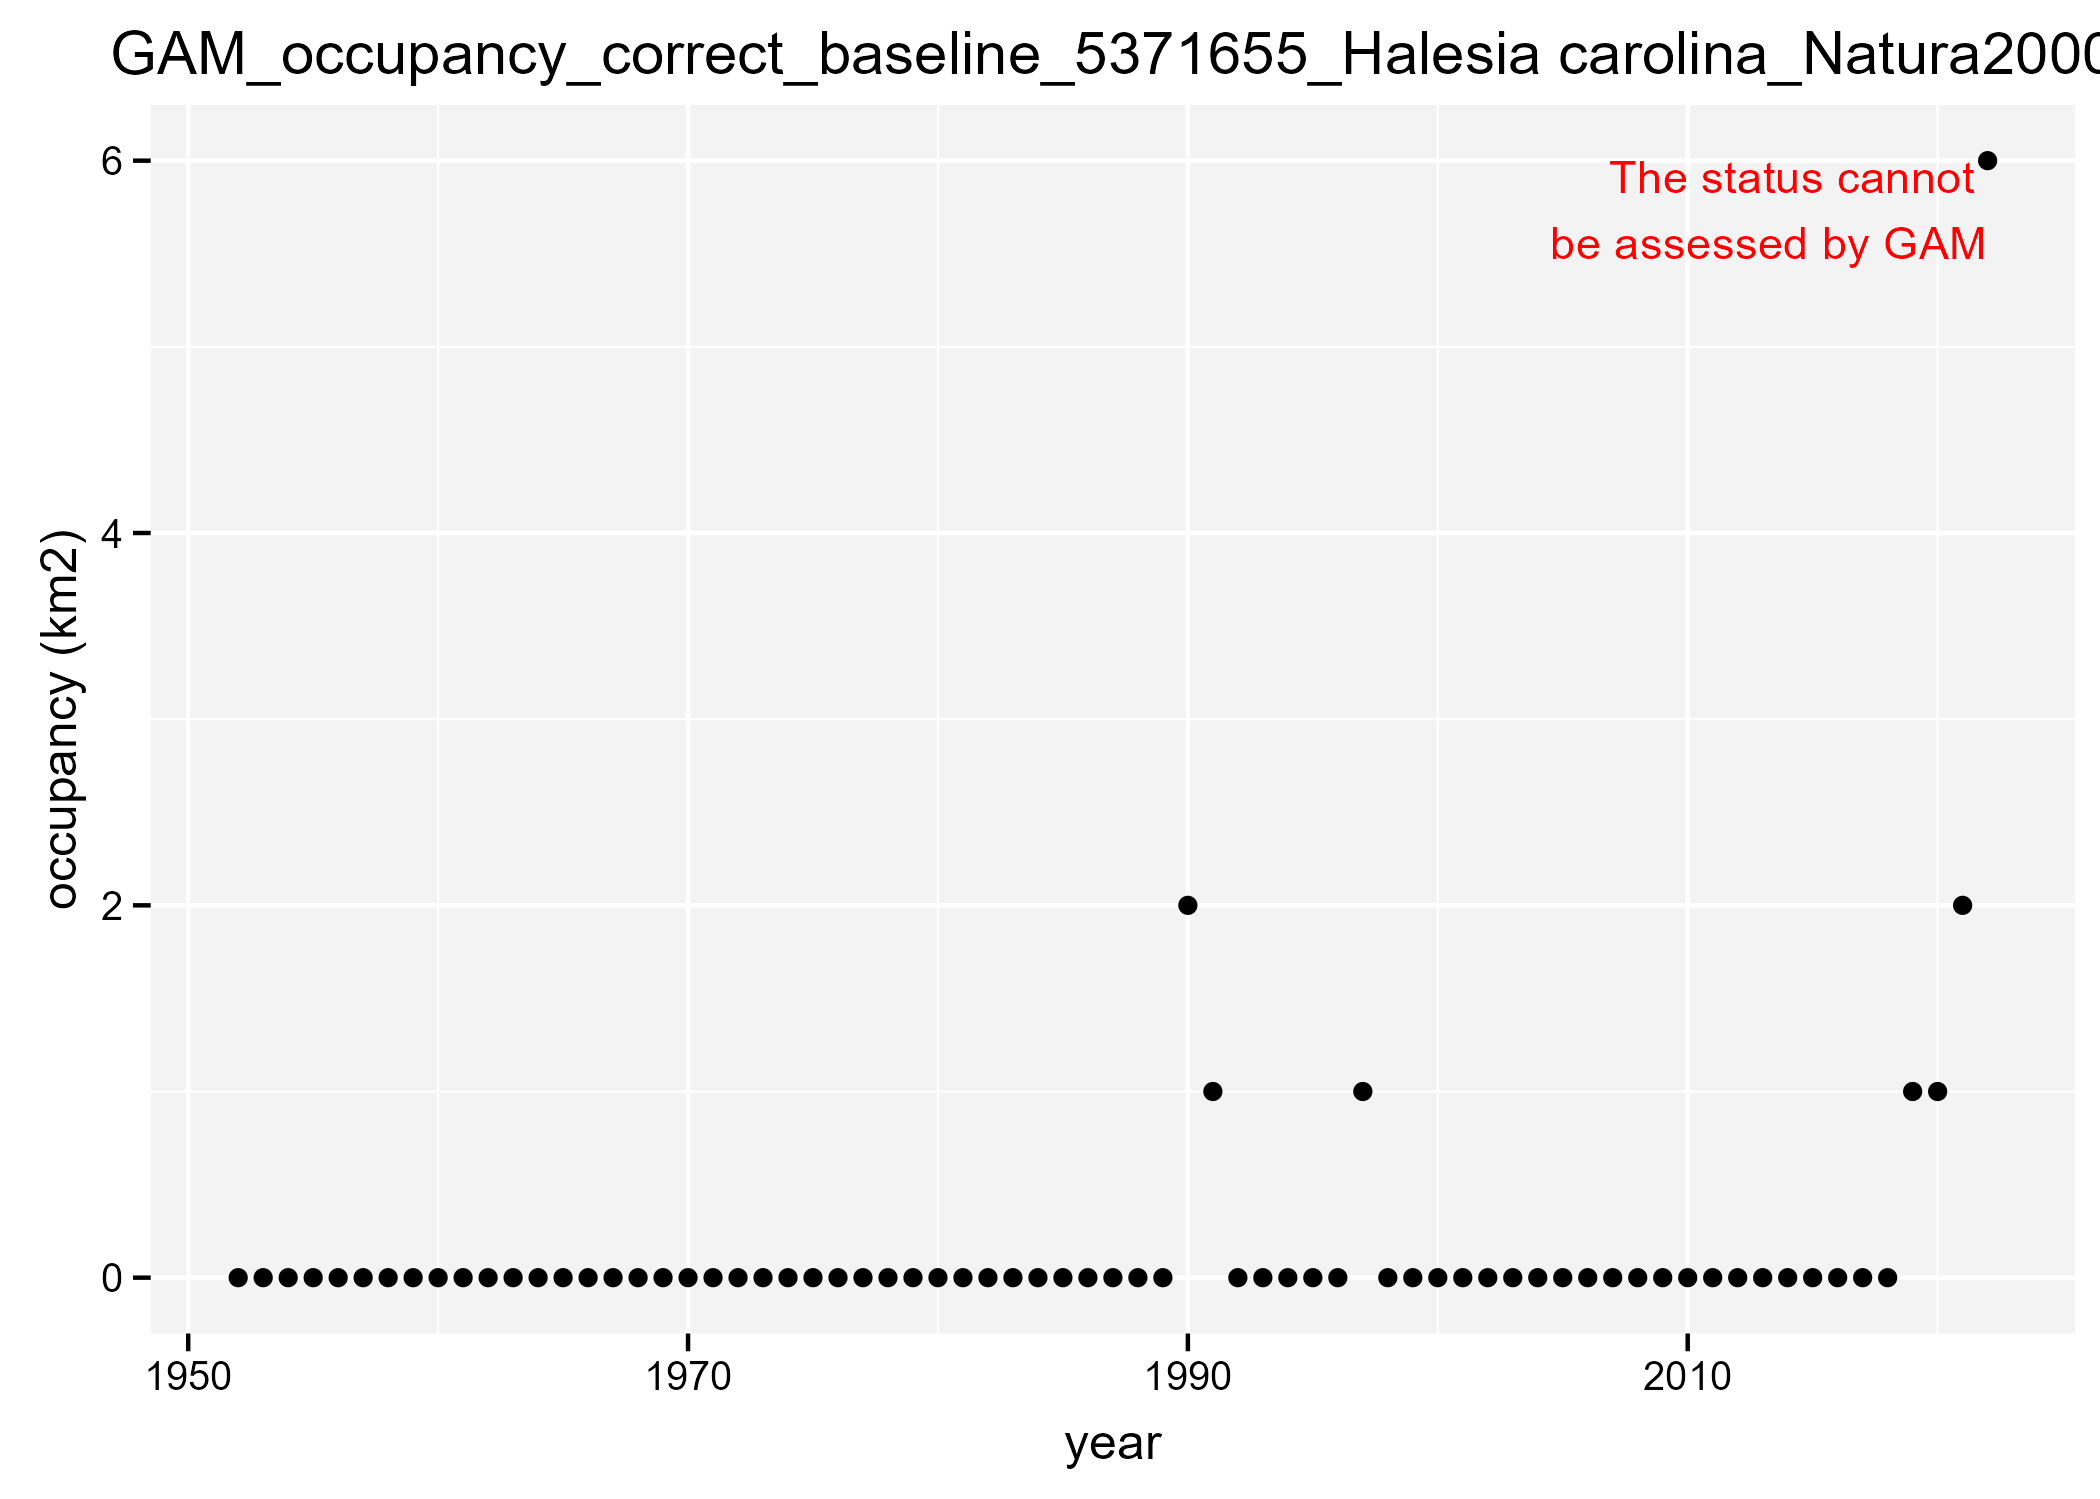 GAM_occupancy_correct_baseline_5371655_Halesia carolina_Natura2000
6
The status cannot
be assessed by GAM
4
occupancy (km2)
2
0
1950 1970 1990 2010
year